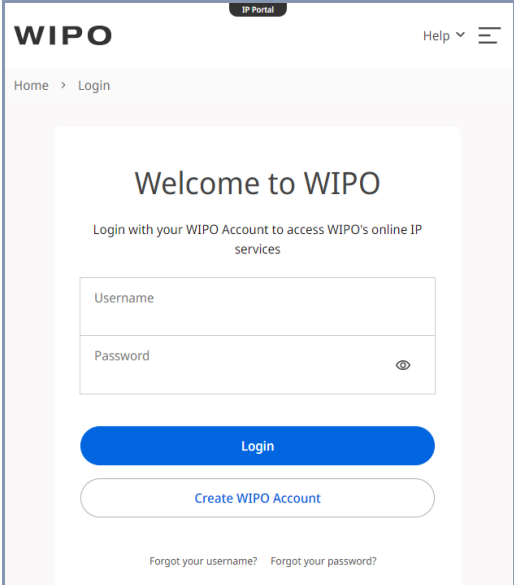 IP Portal
WIPO
Help
Home > Login
Welcome to WIPO
Login with your WIPO Account to access WIPO's online IP
services
Username
Password
Login
Create WIPO Account
Forgot your username? Forgot your password?